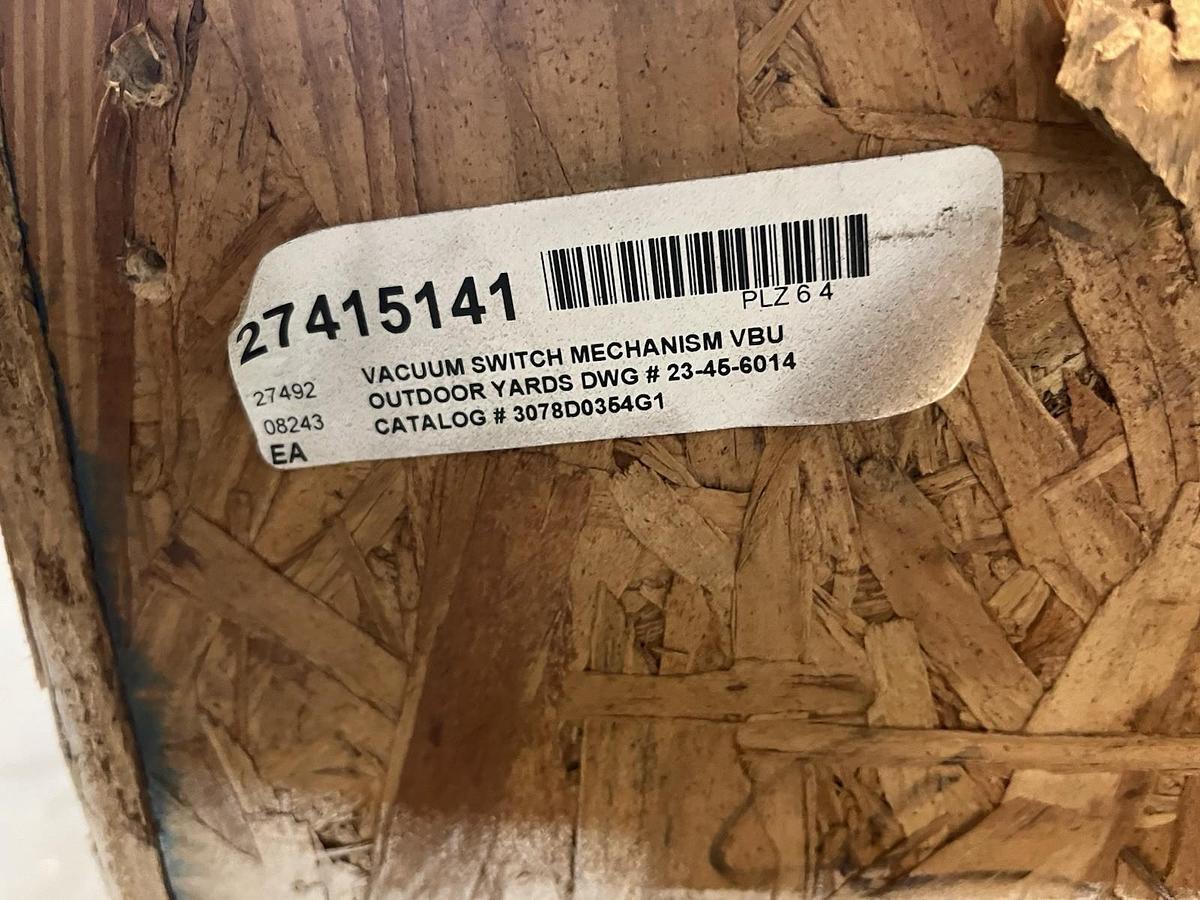 27415141
PLZ 6 4
27492
08243
EA
VACUUM SWITCH MECHANISM VBU
OUTDOOR YARDS DWG # 23-45-6014
CATALOG # 3078D0354G1